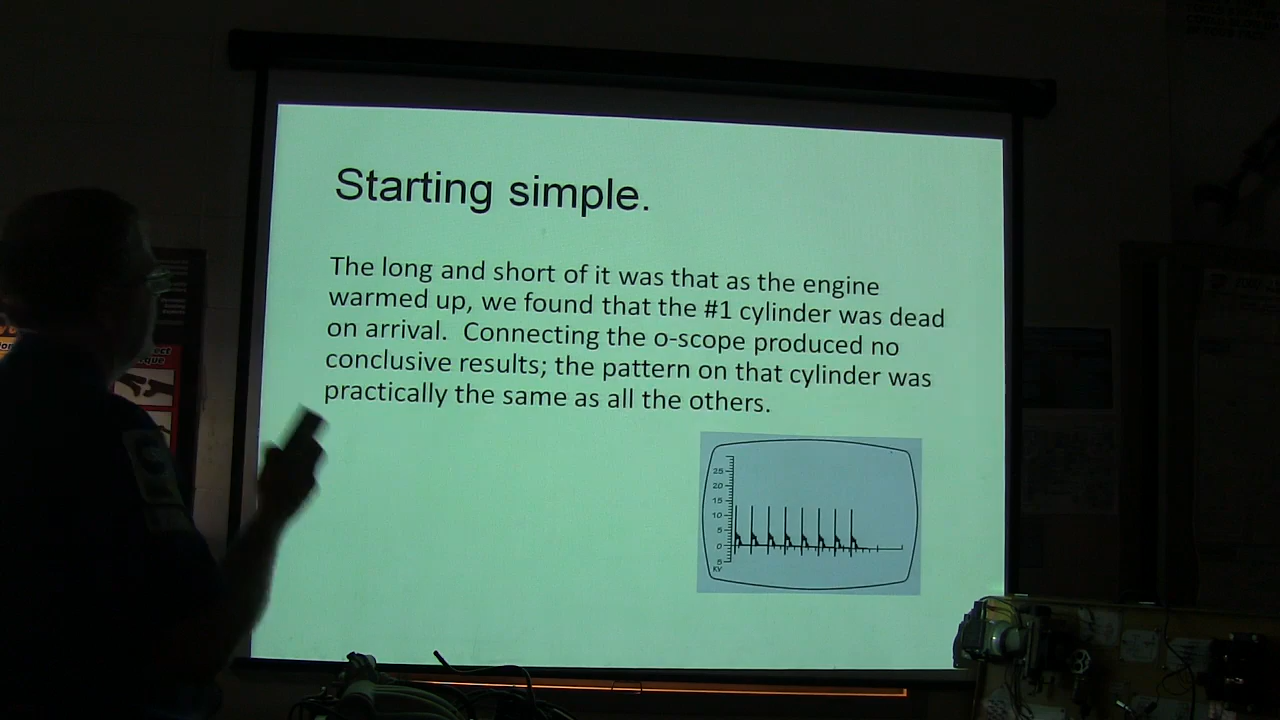 Starting simple.
The long and short of it was that as the engine
warmed up, we found that the #1 cylinder was dead
on arrival. Connecting the o-scope produced no
conclusive results; the pattern on that cylinder was
practically the same as all the others.
25
20
15
10
5
0
5
KV